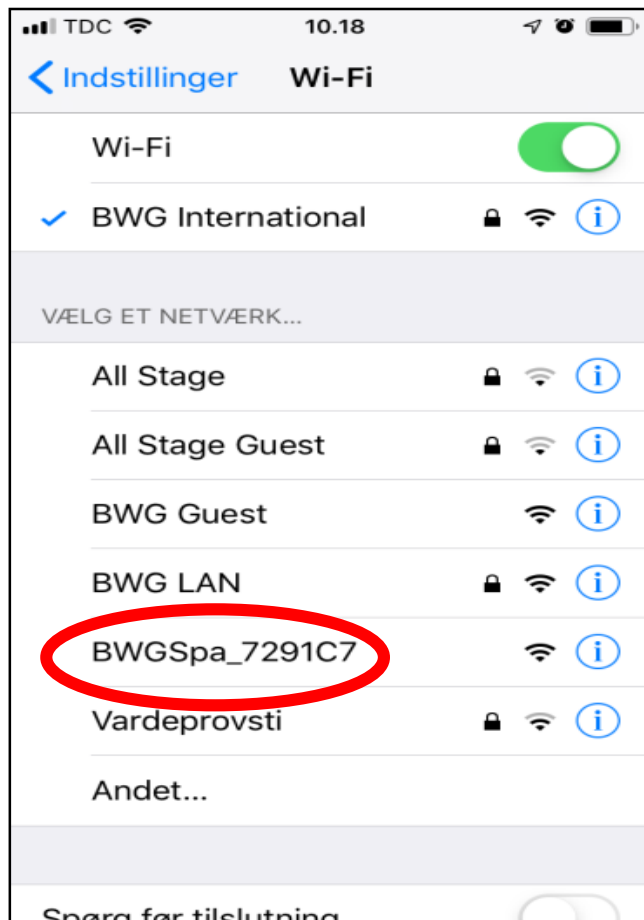 TDC 10.18
Indstillinger Wi-Fi
Wi-Fi
BWG International
VÆLG ET NETVÆRK...
All Stage
All Stage Guest
BWG Guest
BWG LAN
BWGSpa_7291C7
Vardeprovsti
Andet...
Spørg før tilslutning